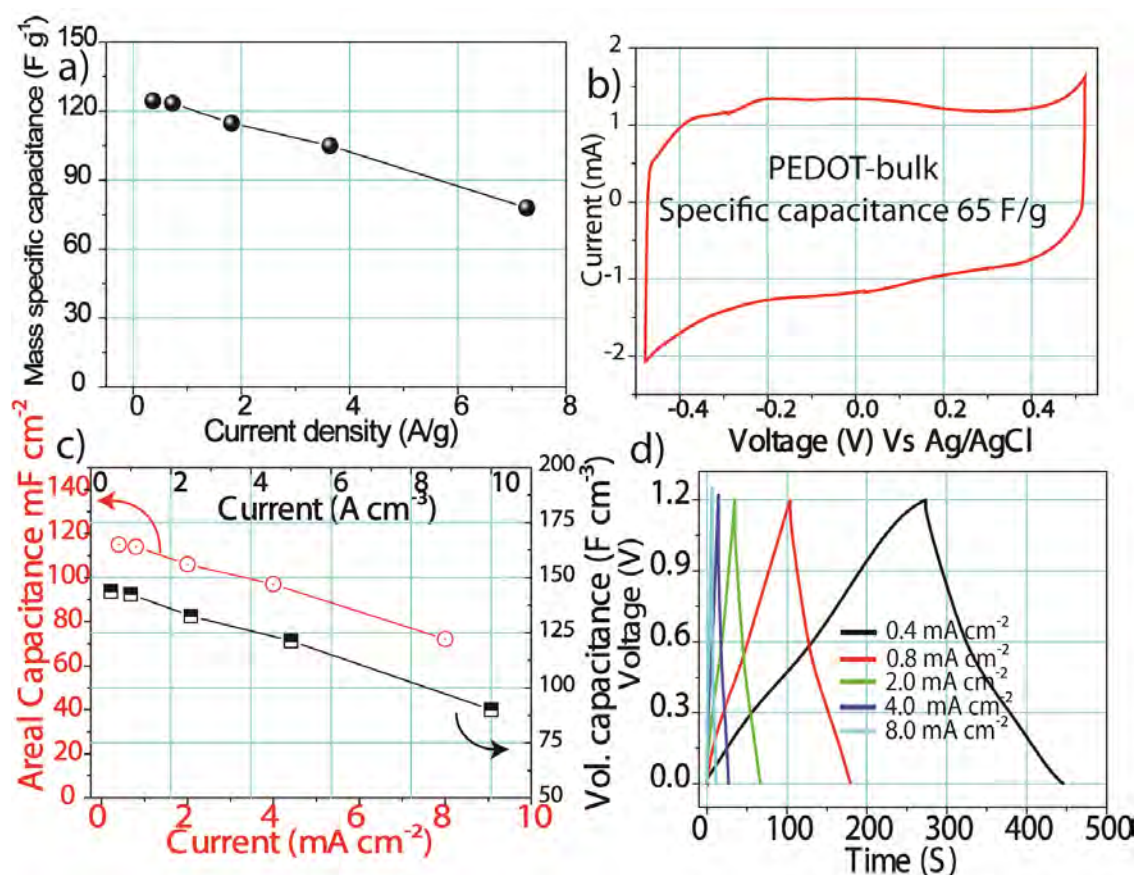 a)
Mass specific capacitance (F g-1)
150
120
90
60
30
0
0 2 4 6 8
Current density (A/g)
b)
Current (mA)
2
1
0
-1
-2
PEDOT-bulk
Specific capacitance 65 F/g
-0.4 -0.2 0.0 0.2 0.4
Voltage (V) Vs Ag/AgCl
c)
Areal Capacitance mF cm-2
140
120
100
80
60
40
20
0
0 2 4 6 8 10
Current (A cm-3)
200
175
150
125
100
75
50
Vol. capacitance (F cm-3)
0 2 4 6 8 10
Current (mA cm-2)
d)
Voltage (V)
1.2
0.9
0.6
0.3
0.0
0.4 mA cm-2
0.8 mA cm-2
2.0 mA cm-2
4.0 mA cm-2
8.0 mA cm-2
0 100 200 300 400 500
Time (S)